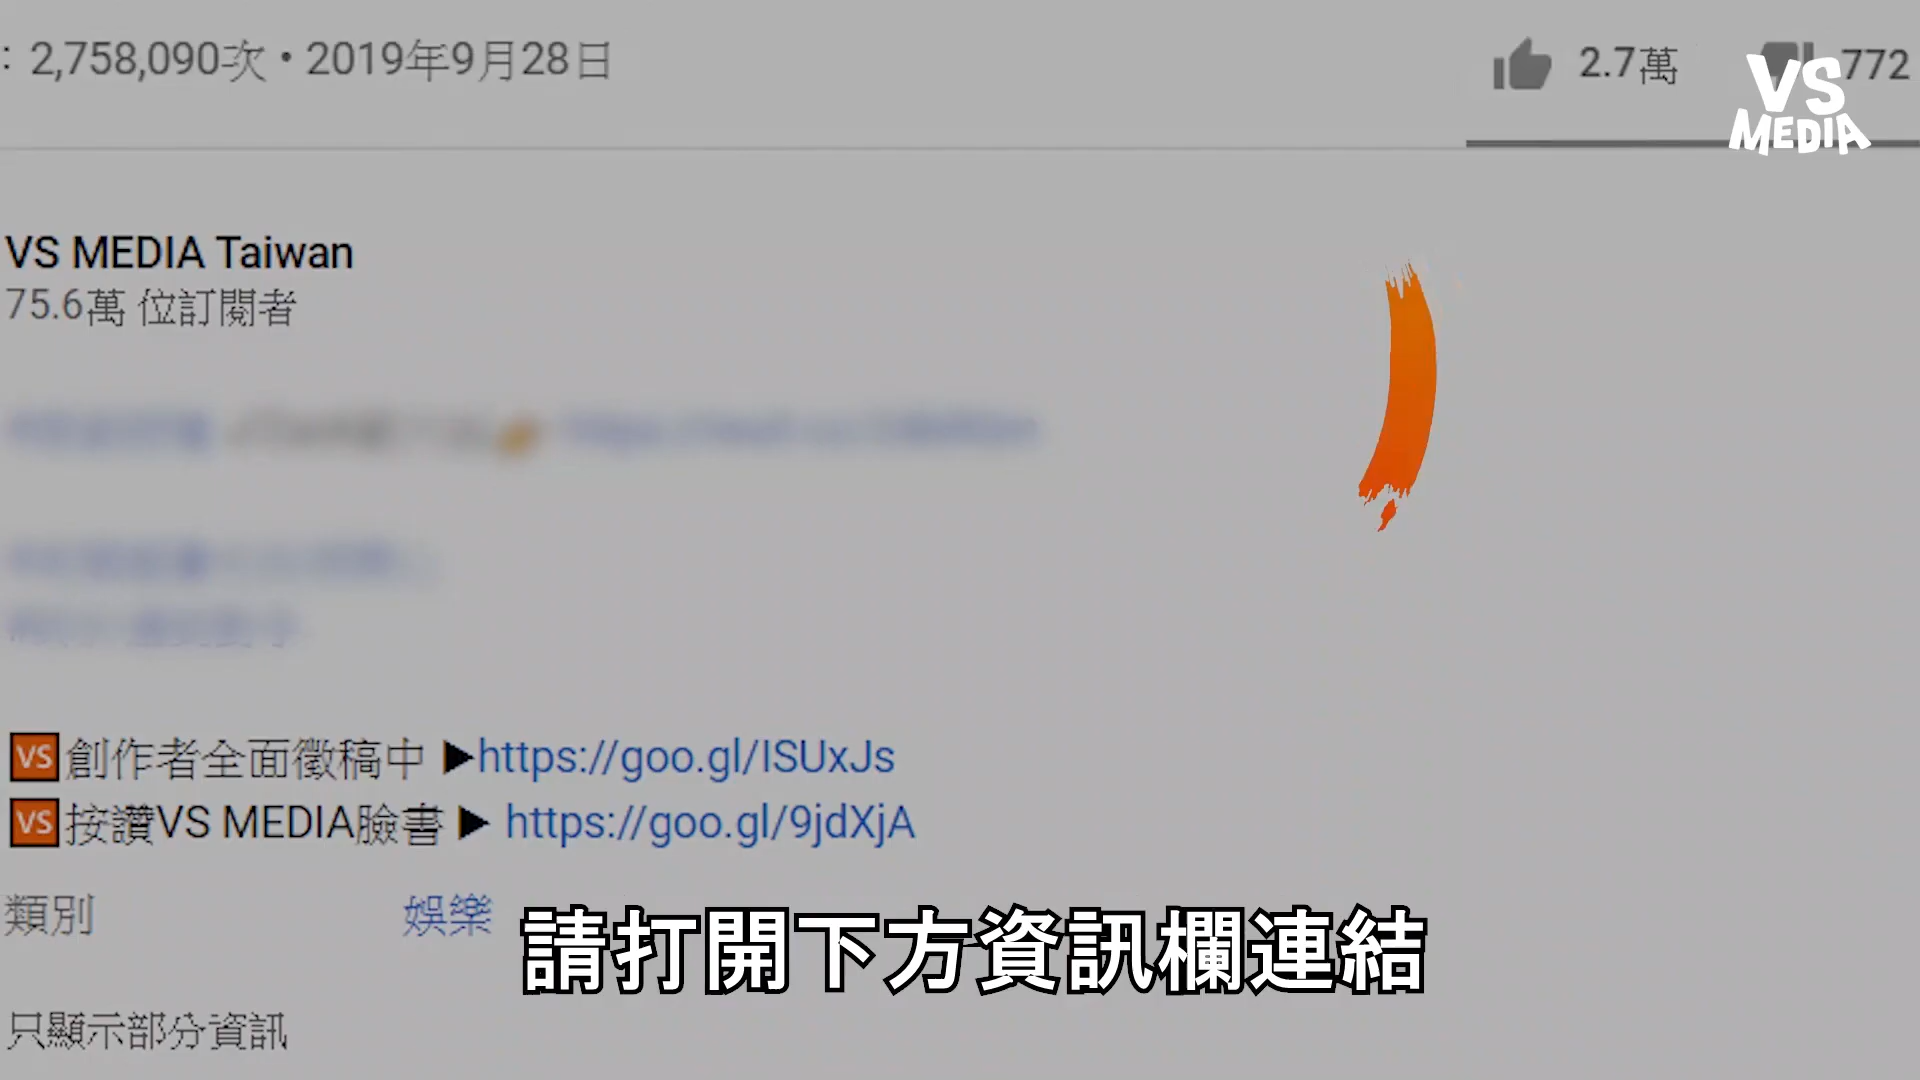 : 2,758,090次 • 2019年9月28日
2.7萬
772
VS
MEDIA
VS MEDIA Taiwan
75.6萬 位訂閱者
VS創作者全面徵稿中 ▶https://goo.gl/ISUxJs
VS按讚VS MEDIA臉書 ▶ https://goo.gl/9jdXjA
類別 娛樂
請打開下方資訊欄連結
只顯示部分資訊